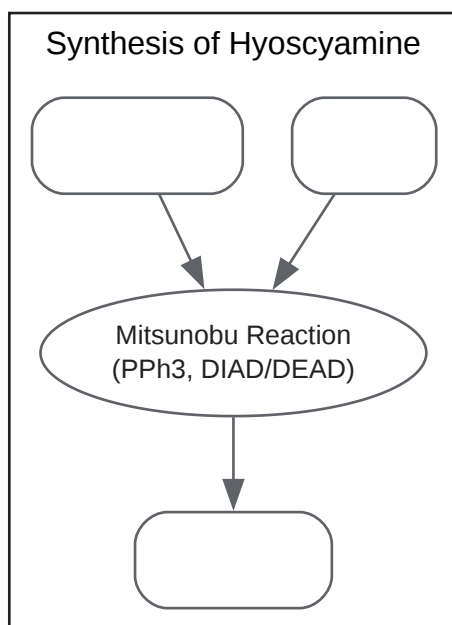 Synthesis of Hyoscyamine
Mitsunobu Reaction
(PPh3, DIAD/DEAD)